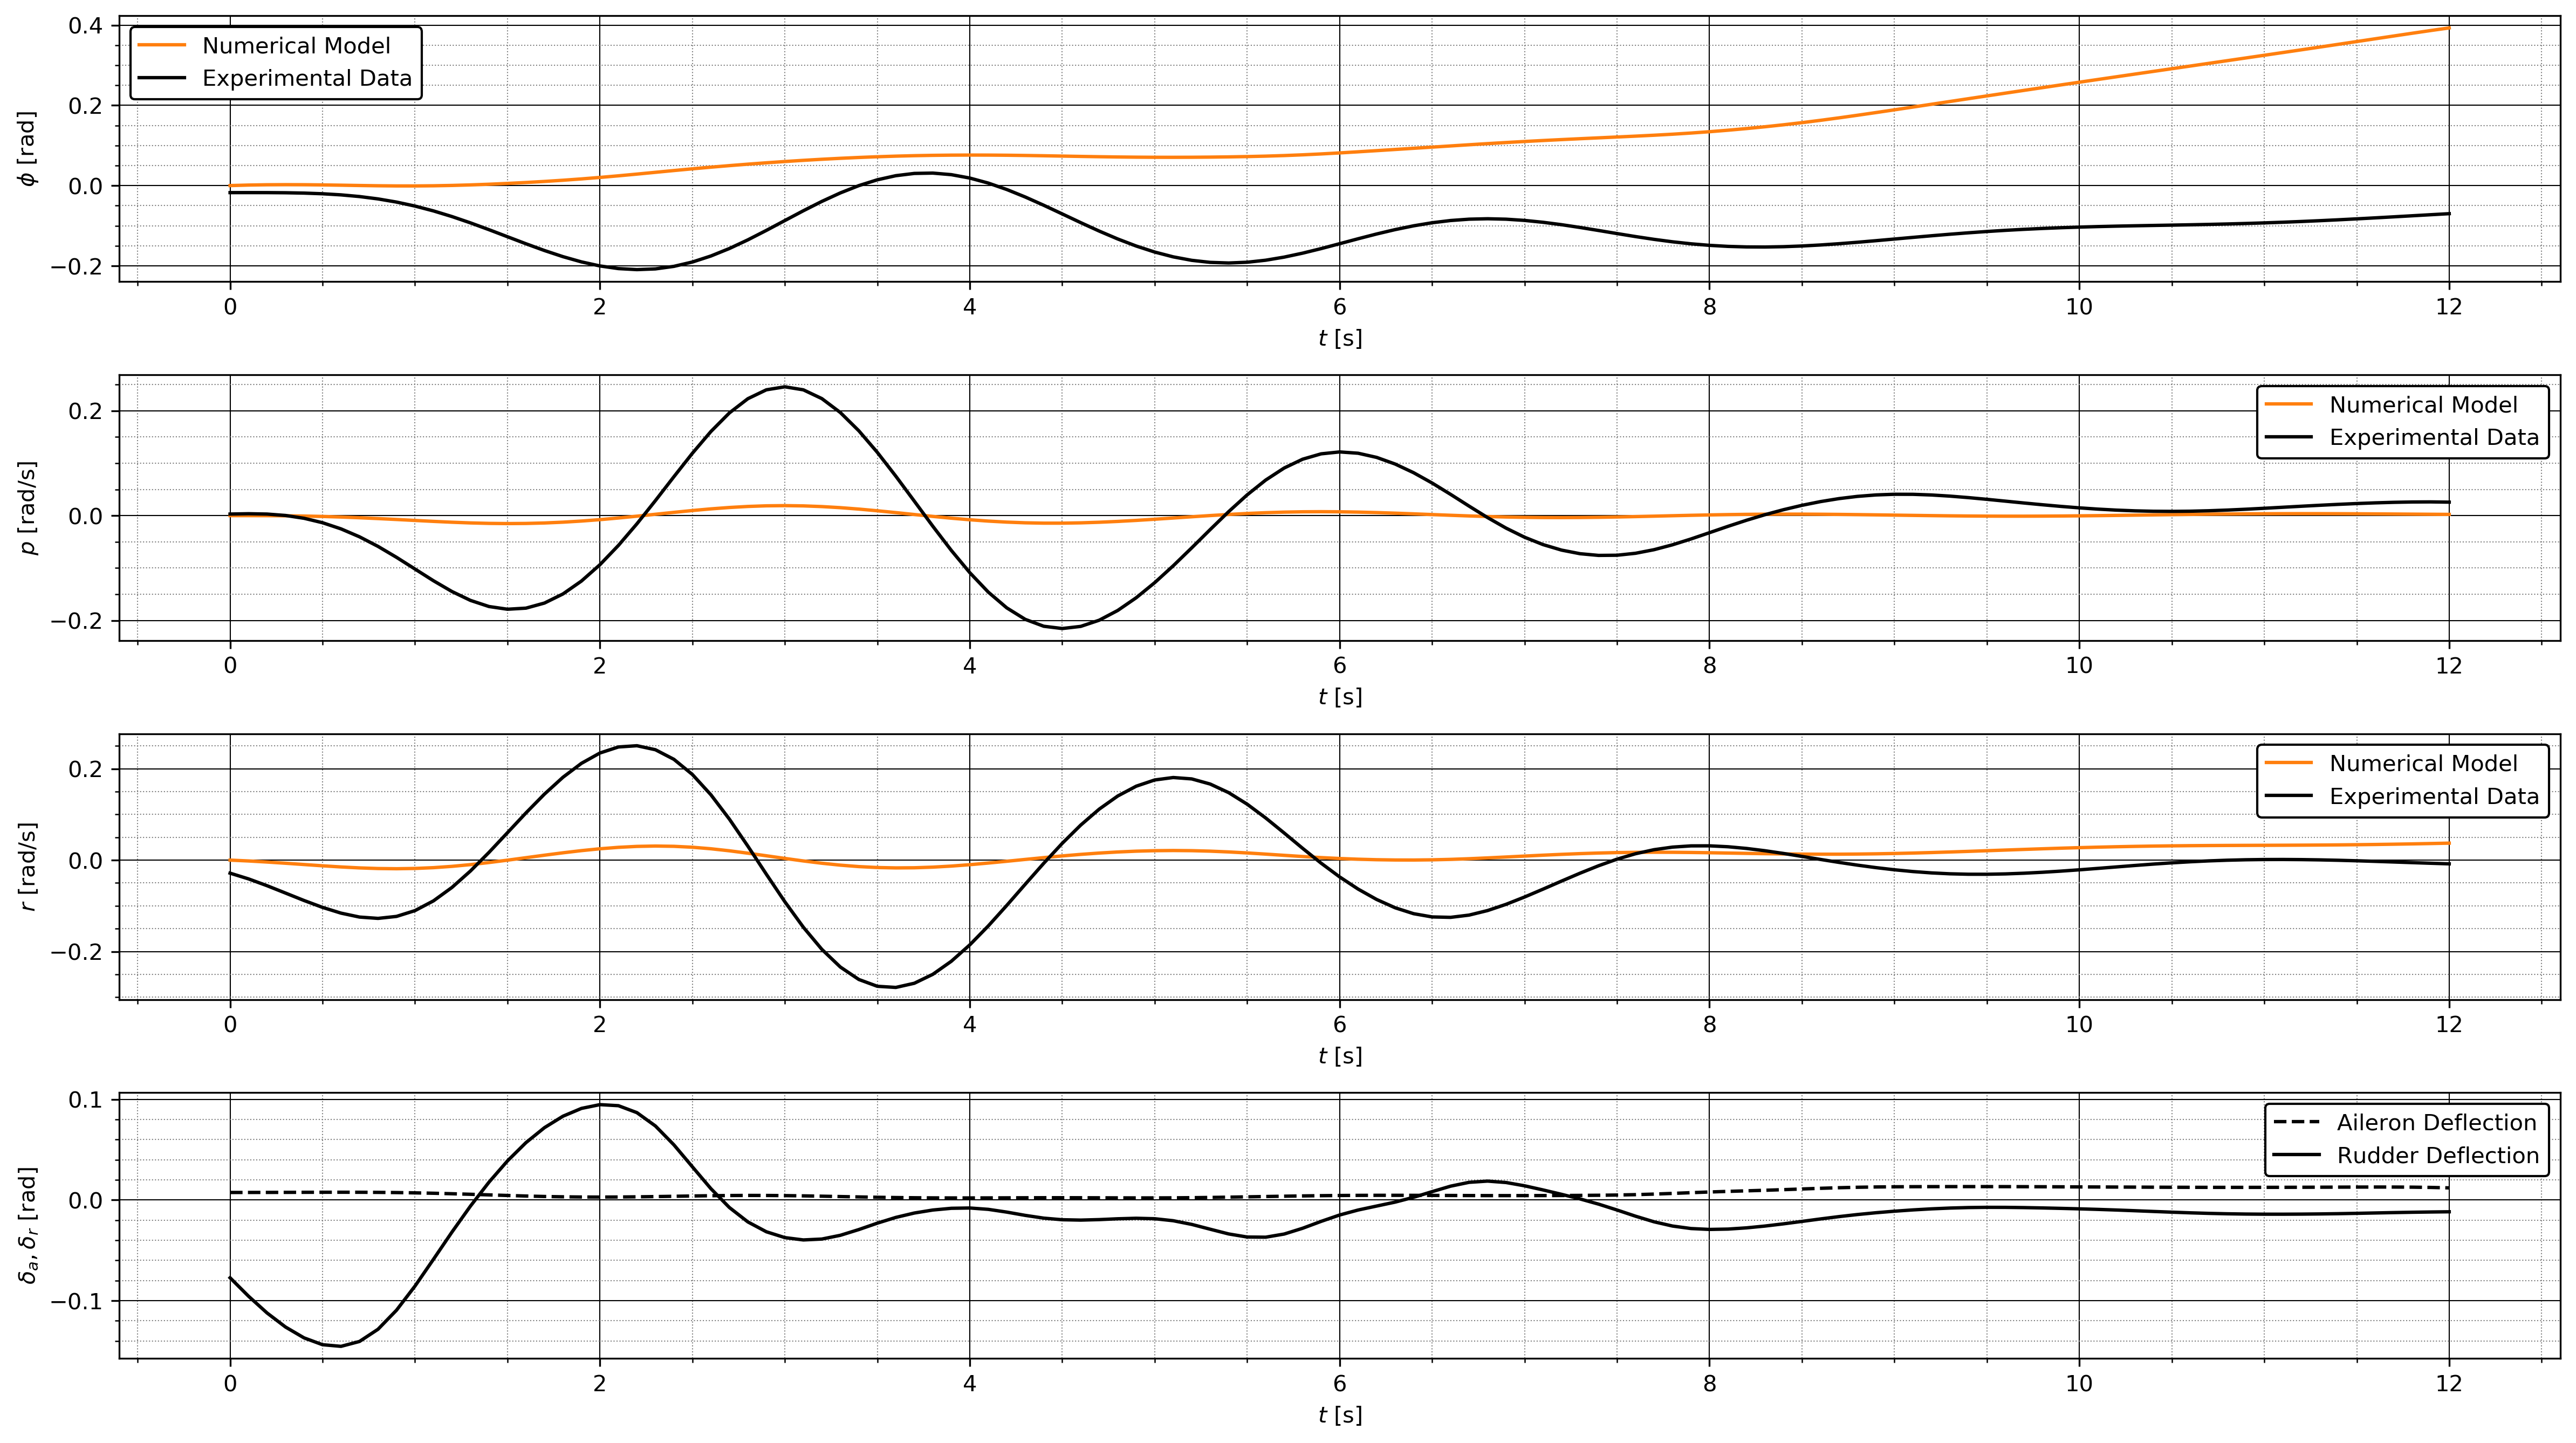 0.4
0.2
0.0
−0.2
ϕ [rad]
Numerical Model
Experimental Data
0 2 4 6 8 10 12
t [s]
0.2
0.0
−0.2
p [rad/s]
Numerical Model
Experimental Data
0 2 4 6 8 10 12
t [s]
0.2
0.0
−0.2
r [rad/s]
Numerical Model
Experimental Data
0 2 4 6 8 10 12
t [s]
0.1
0.0
−0.1
δa, δr [rad]
Aileron Deflection
Rudder Deflection
0 2 4 6 8 10 12
t [s]